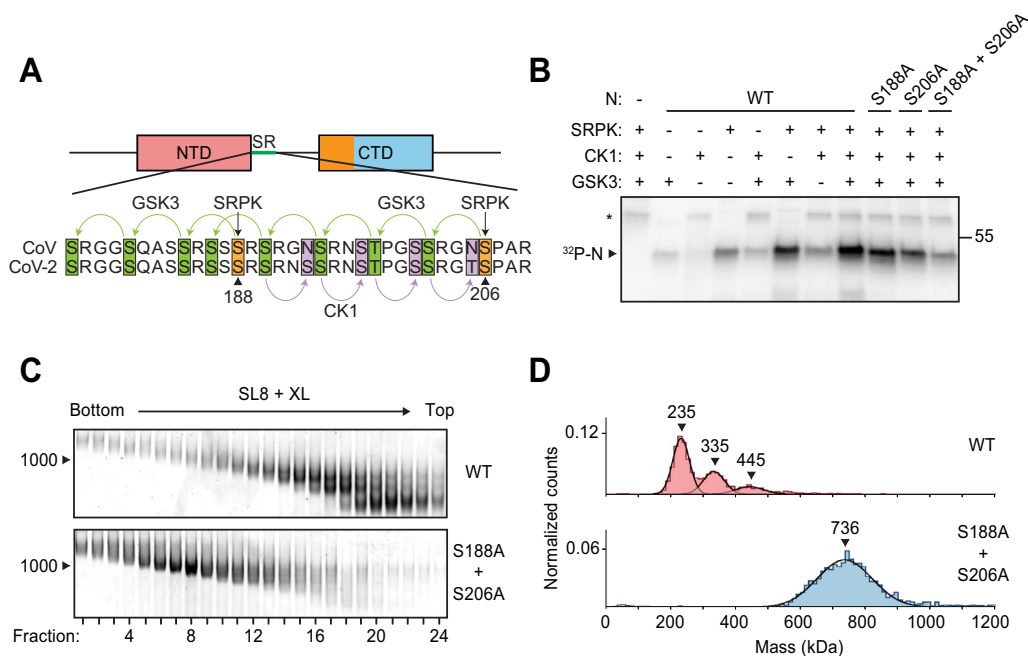 A
SR
NTD
CTD
GSK3
SRPK
GSK3
SRPK
CoV SRGGSQASSRSSSRSRGNSRNSTPGSSRGNSPAR
CoV-2 SRGGSQASSRSSSRSRNSSRNSTPGSSRGTSPAR
188
206
CK1
B
N: - WT S188A S206A S188A + S206A
SRPK: + - - + - + + + + + +
CK1: + - + - + - + + + + +
GSK3: + + - - + + - + + + +
*
55
32P-N
C
SL8 + XL
Bottom
Top
1000
WT
1000
S188A
+
S206A
Fraction: 4 8 12 16 20 24
D
Normalized counts
235
335
445
0.12
WT
736
0.06
S188A
+
S206A
0 200 400 600 800 1000 1200
Mass (kDa)